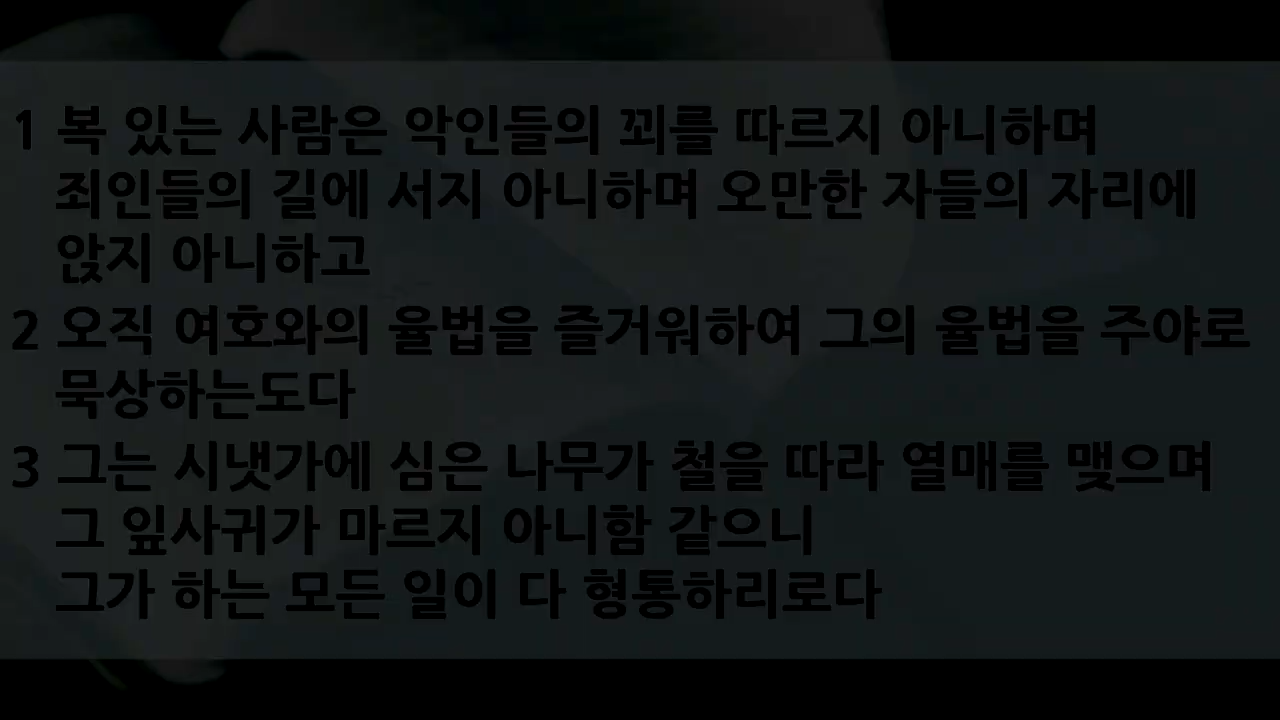 1 복 있는 사람은 악인들의 꾀를 따르지 아니하며
죄인들의 길에 서지 아니하며 오만한 자들의 자리에
앉지 아니하고
2 오직 여호와의 율법을 즐거워하여 그의 율법을 주야로
묵상하는도다
3 그는 시냇가에 심은 나무가 철을 따라 열매를 맺으며
그 잎사귀가 마르지 아니함 같으니
그가 하는 모든 일이 다 형통하리로다